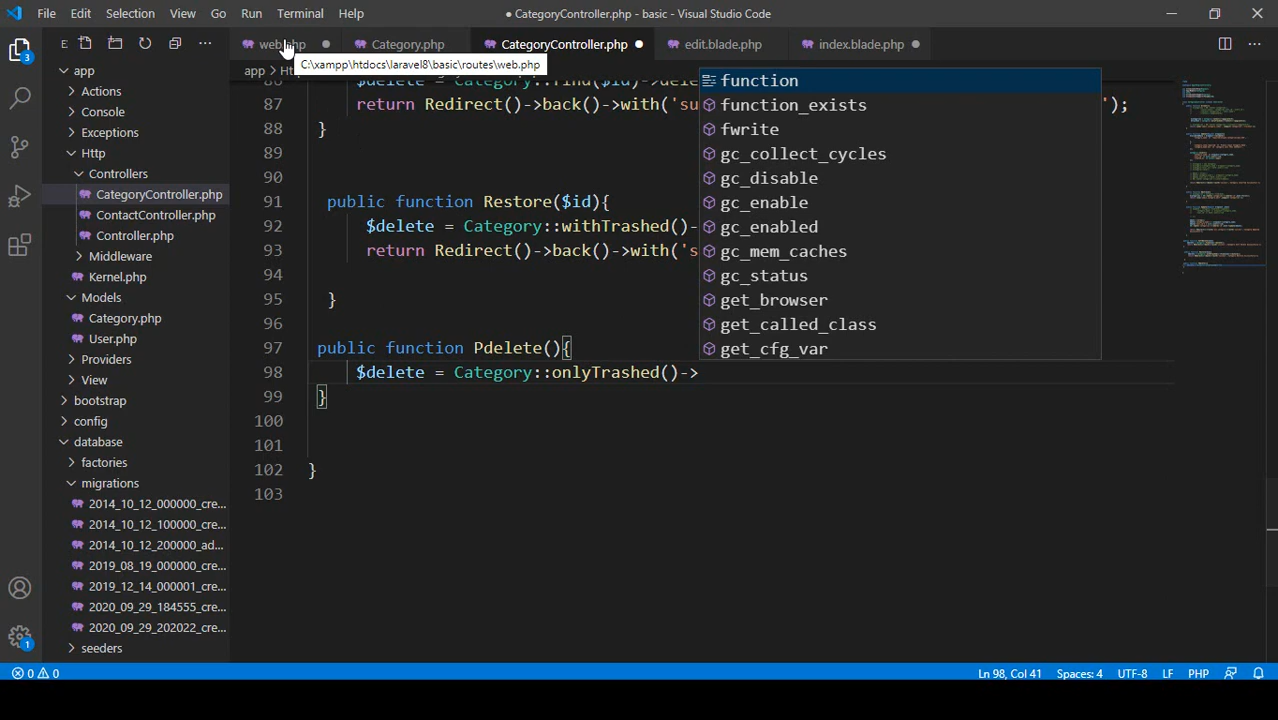 File Edit Selection View Go Run Terminal Help
● CategoryController.php - basic - Visual Studio Code
E
web.php
Category.php
CategoryController.php
edit.blade.php
index.blade.php
C:\xampp\htdocs\laravel8\basic\routes\web.php
app > Ht
3
app
Actions
Console
Exceptions
Http
Controllers
CategoryController.php
ContactController.php
Controller.php
Middleware
Kernel.php
Models
Category.php
User.php
Providers
View
bootstrap
config
database
factories
migrations
2014_10_12_000000_cre...
2014_10_12_100000_cre...
2014_10_12_200000_ad...
2019_08_19_000000_cre...
2019_12_14_000001_cre...
2020_09_29_184555_cre...
2020_09_29_202022_cre...
seeders
1
87 return Redirect()->back()->with('su ');
88 }
89
90
91 public function Restore($id){
92 $delete = Category::withTrashed()-
93 return Redirect()->back()->with('s
94
95 }
96
97 public function Pdelete(){
98 $delete = Category::onlyTrashed()->
99 }
100
101
102 }
103
function
function_exists
fwrite
gc_collect_cycles
gc_disable
gc_enable
gc_enabled
gc_mem_caches
gc_status
get_browser
get_called_class
get_cfg_var
0 0
Ln 98, Col 41 Spaces: 4 UTF-8 LF PHP